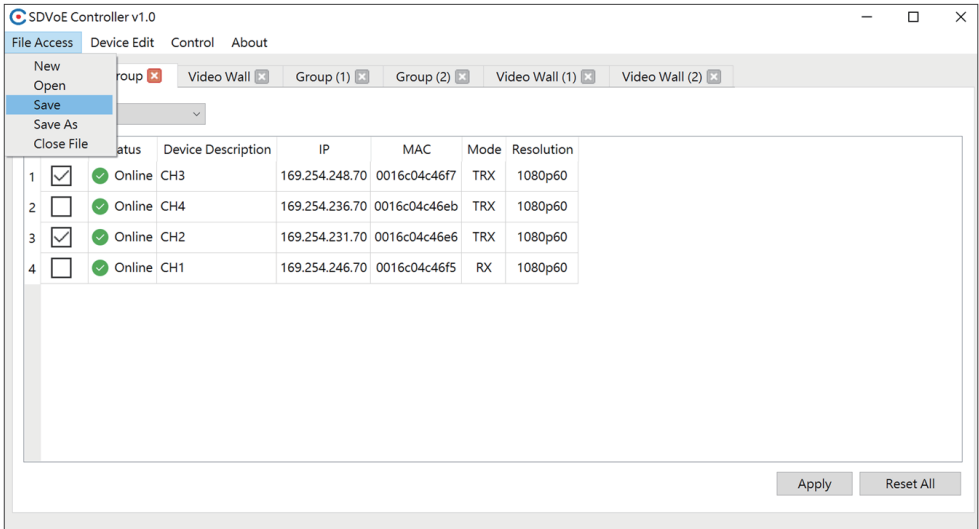 SDVoE Controller v1.0
File Access Device Edit Control About
New
Open
Save
Save As
Close File
roup Video Wall Group (1) Group (2) Video Wall (1) Video Wall (2)
atus Device Description IP MAC Mode Resolution
1 Online CH3 169.254.248.70 0016c04c46f7 TRX 1080p60
2 Online CH4 169.254.236.70 0016c04c46eb TRX 1080p60
3 Online CH2 169.254.231.70 0016c04c46e6 TRX 1080p60
4 Online CH1 169.254.246.70 0016c04c46f5 RX 1080p60
Apply Reset All